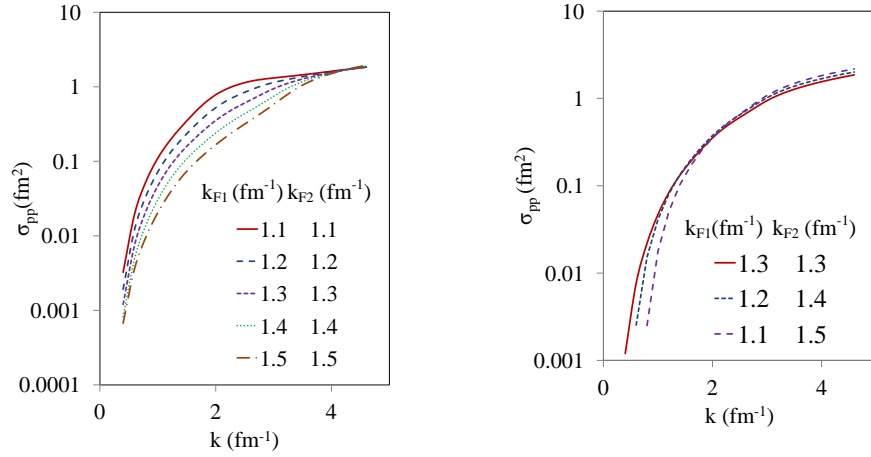 10
1
0.1
0.01
0.001
0.0001
σpp(fm²)
kF1 (fm⁻¹) kF2 (fm⁻¹)
1.1 1.1
1.2 1.2
1.3 1.3
1.4 1.4
1.5 1.5
0 2 4
k (fm⁻¹)
10
1
0.1
0.01
0.001
σpp(fm²)
kF1(fm⁻¹) kF2(fm⁻¹)
1.3 1.3
1.2 1.4
1.1 1.5
0 2 4
k (fm⁻¹)